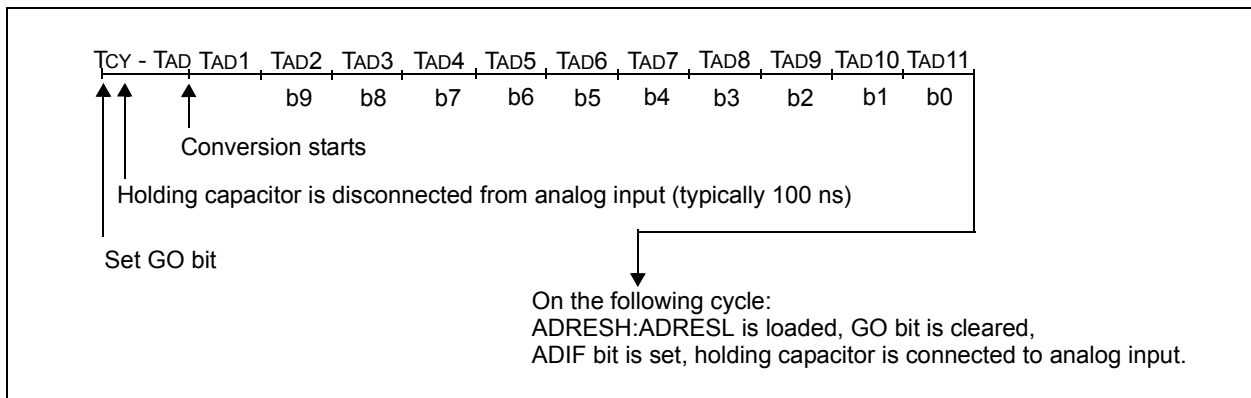 TCY - TAD TAD1 TAD2 TAD3 TAD4 TAD5 TAD6 TAD7 TAD8 TAD9 TAD10 TAD11
b9 b8 b7 b6 b5 b4 b3 b2 b1 b0
Conversion starts
Holding capacitor is disconnected from analog input (typically 100 ns)
Set GO bit
On the following cycle:
ADRESH:ADRESL is loaded, GO bit is cleared,
ADIF bit is set, holding capacitor is connected to analog input.